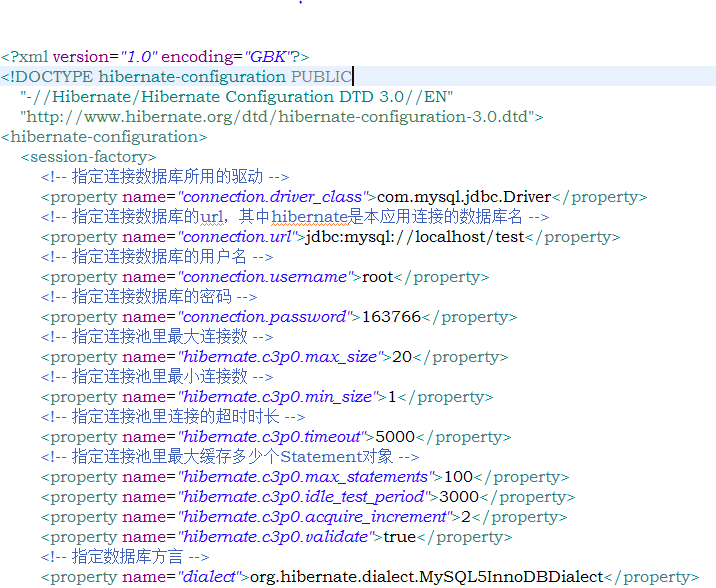 <?xml version="1.0" encoding="GBK"?>
<!DOCTYPE hibernate-configuration PUBLIC
"-//Hibernate/Hibernate Configuration DTD 3.0//EN"
"http://www.hibernate.org/dtd/hibernate-configuration-3.0.dtd">
<hibernate-configuration>
<session-factory>
<!-- 指定连接数据库所用的驱动 -->
<property name="connection.driver_class">com.mysql.jdbc.Driver</property>
<!-- 指定连接数据库的url，其中hibernate是本应用连接的数据库名 -->
<property name="connection.url">jdbc:mysql://localhost/test</property>
<!-- 指定连接数据库的用户名 -->
<property name="connection.username">root</property>
<!-- 指定连接数据库的密码 -->
<property name="connection.password">163766</property>
<!-- 指定连接池里最大连接数 -->
<property name="hibernate.c3p0.max_size">20</property>
<!-- 指定连接池里最小连接数 -->
<property name="hibernate.c3p0.min_size">1</property>
<!-- 指定连接池里连接的超时时长 -->
<property name="hibernate.c3p0.timeout">5000</property>
<!-- 指定连接池里最大缓存多少个Statement对象 -->
<property name="hibernate.c3p0.max_statements">100</property>
<property name="hibernate.c3p0.idle_test_period">3000</property>
<property name="hibernate.c3p0.acquire_increment">2</property>
<property name="hibernate.c3p0.validate">true</property>
<!-- 指定数据库方言 -->
<property name="dialect">org.hibernate.dialect.MySQL5InnoDBDialect</property>